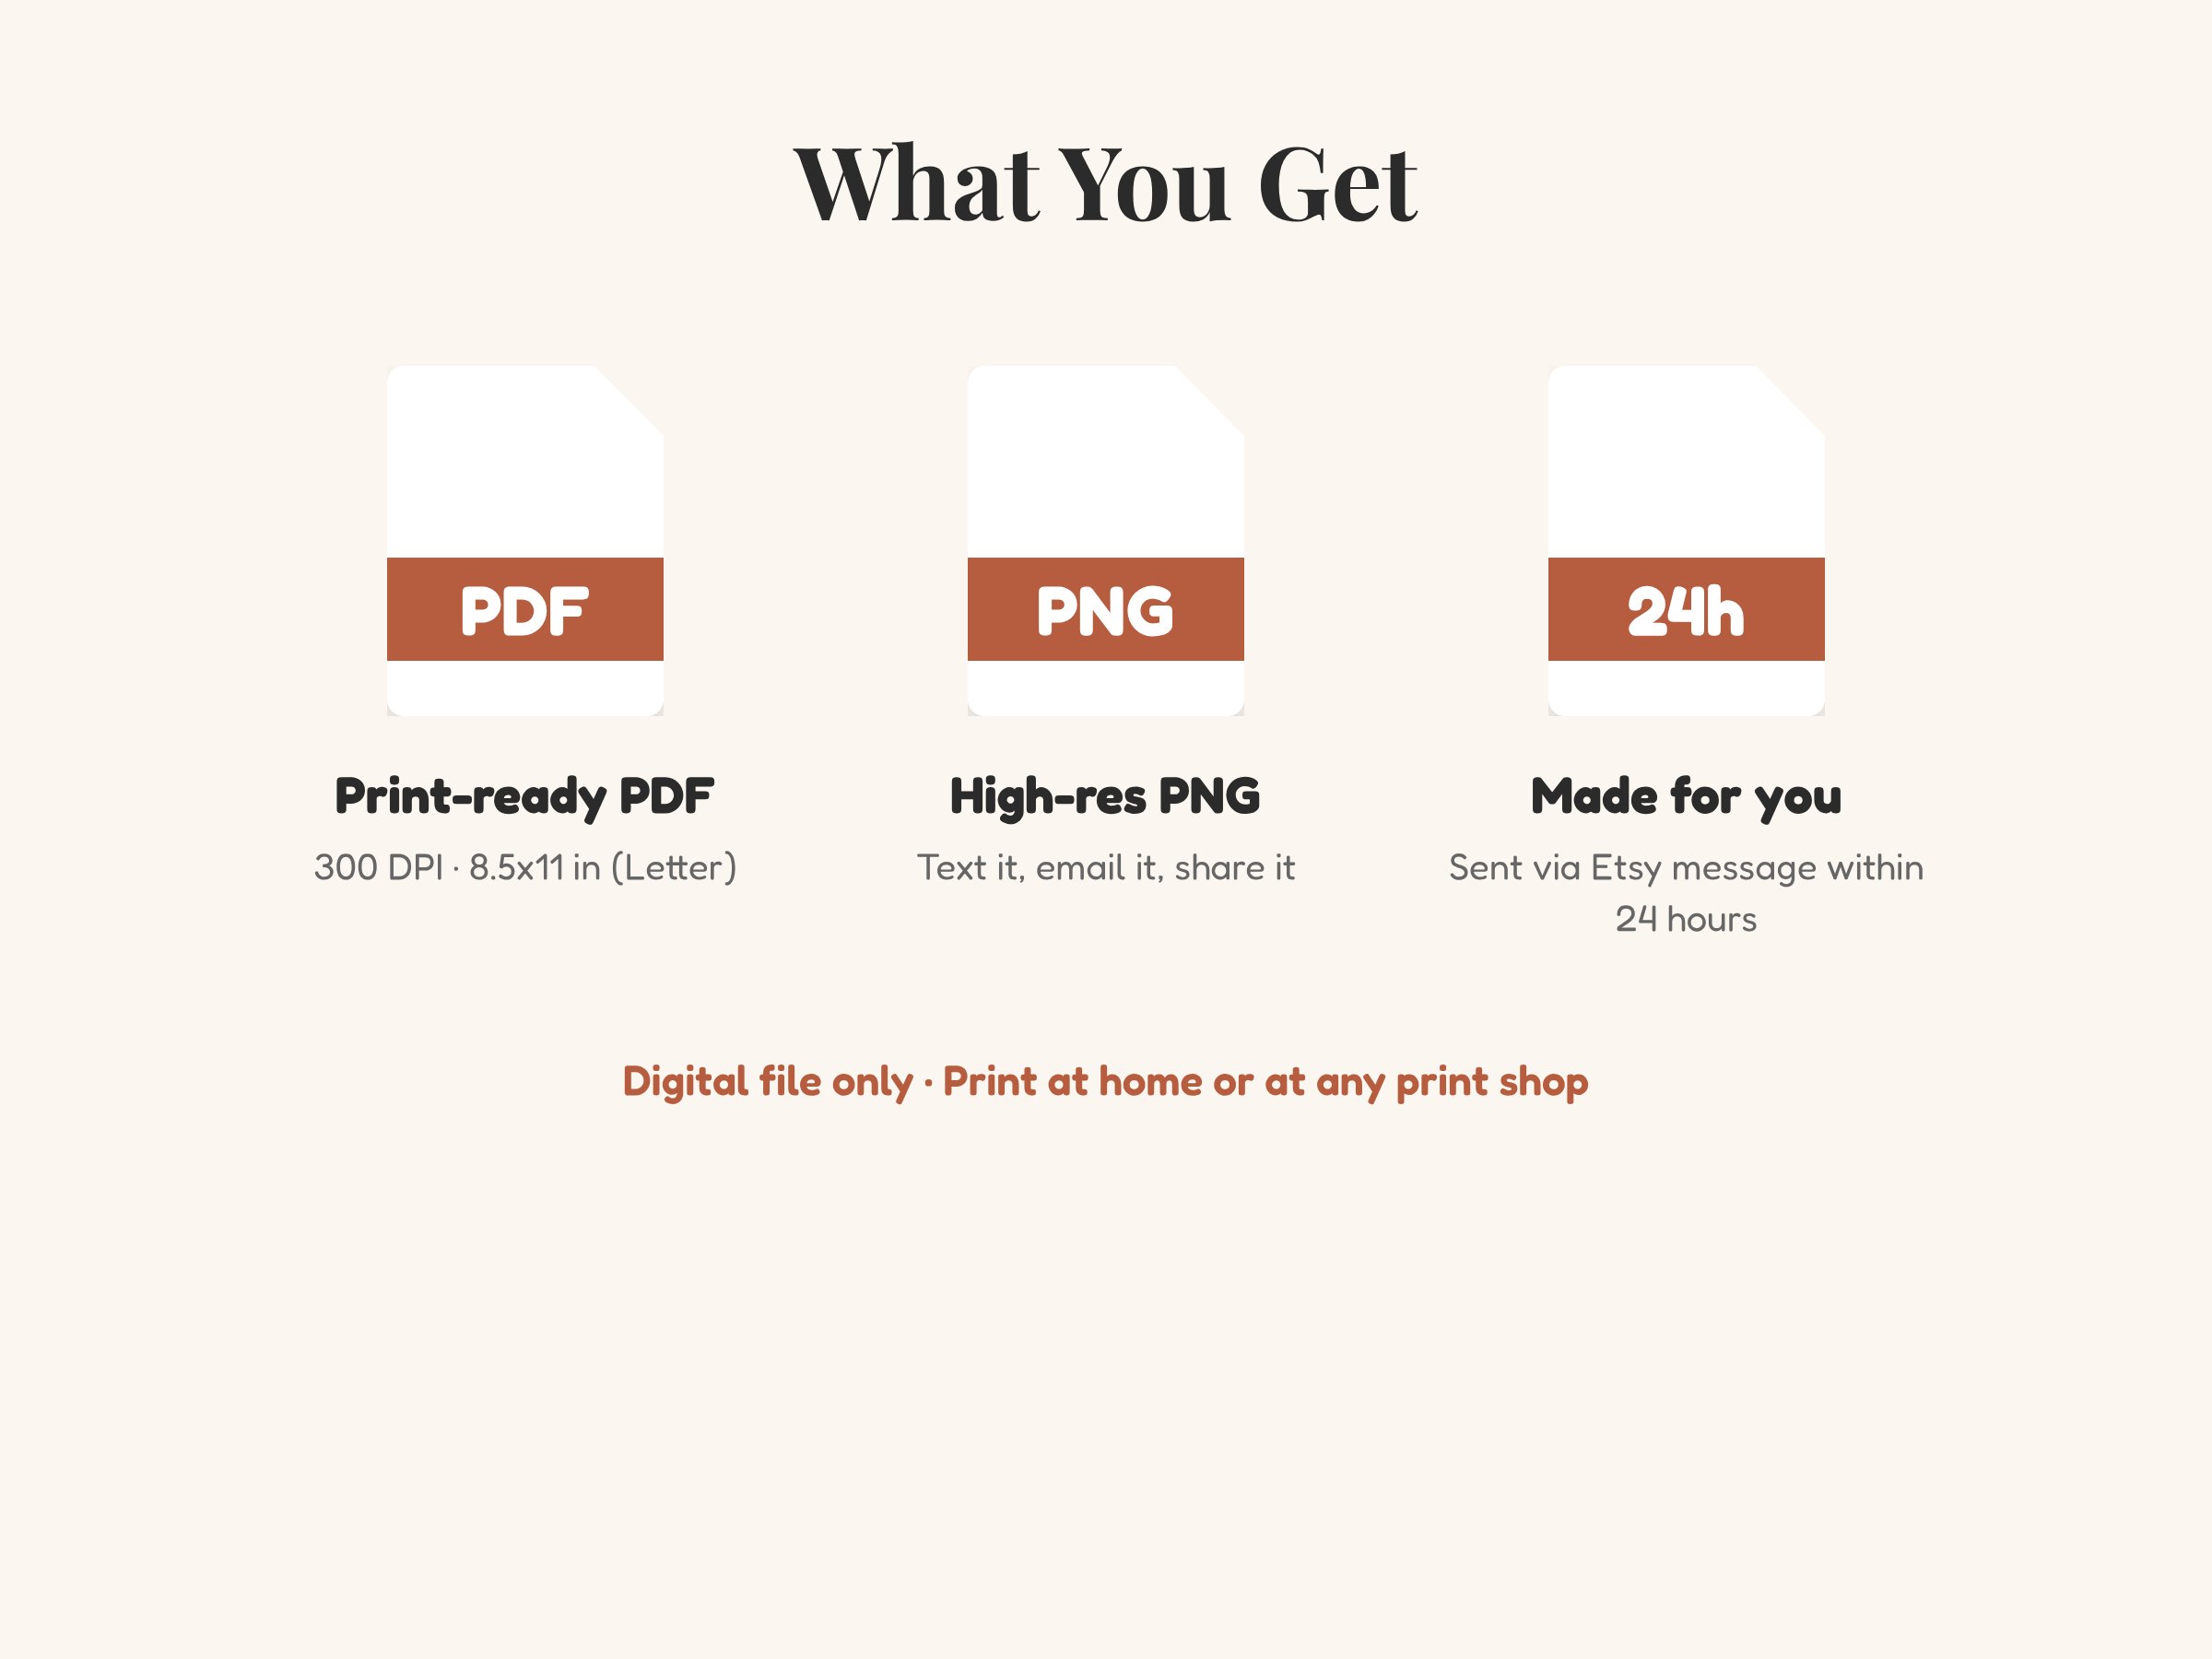 What You Get
PDF
PNG
24h
Print-ready PDF
300 DPI · 8.5x11 in (Letter)
High-res PNG
Text it, email it, share it
Made for you
Sent via Etsy message within
24 hours
Digital file only · Print at home or at any print shop